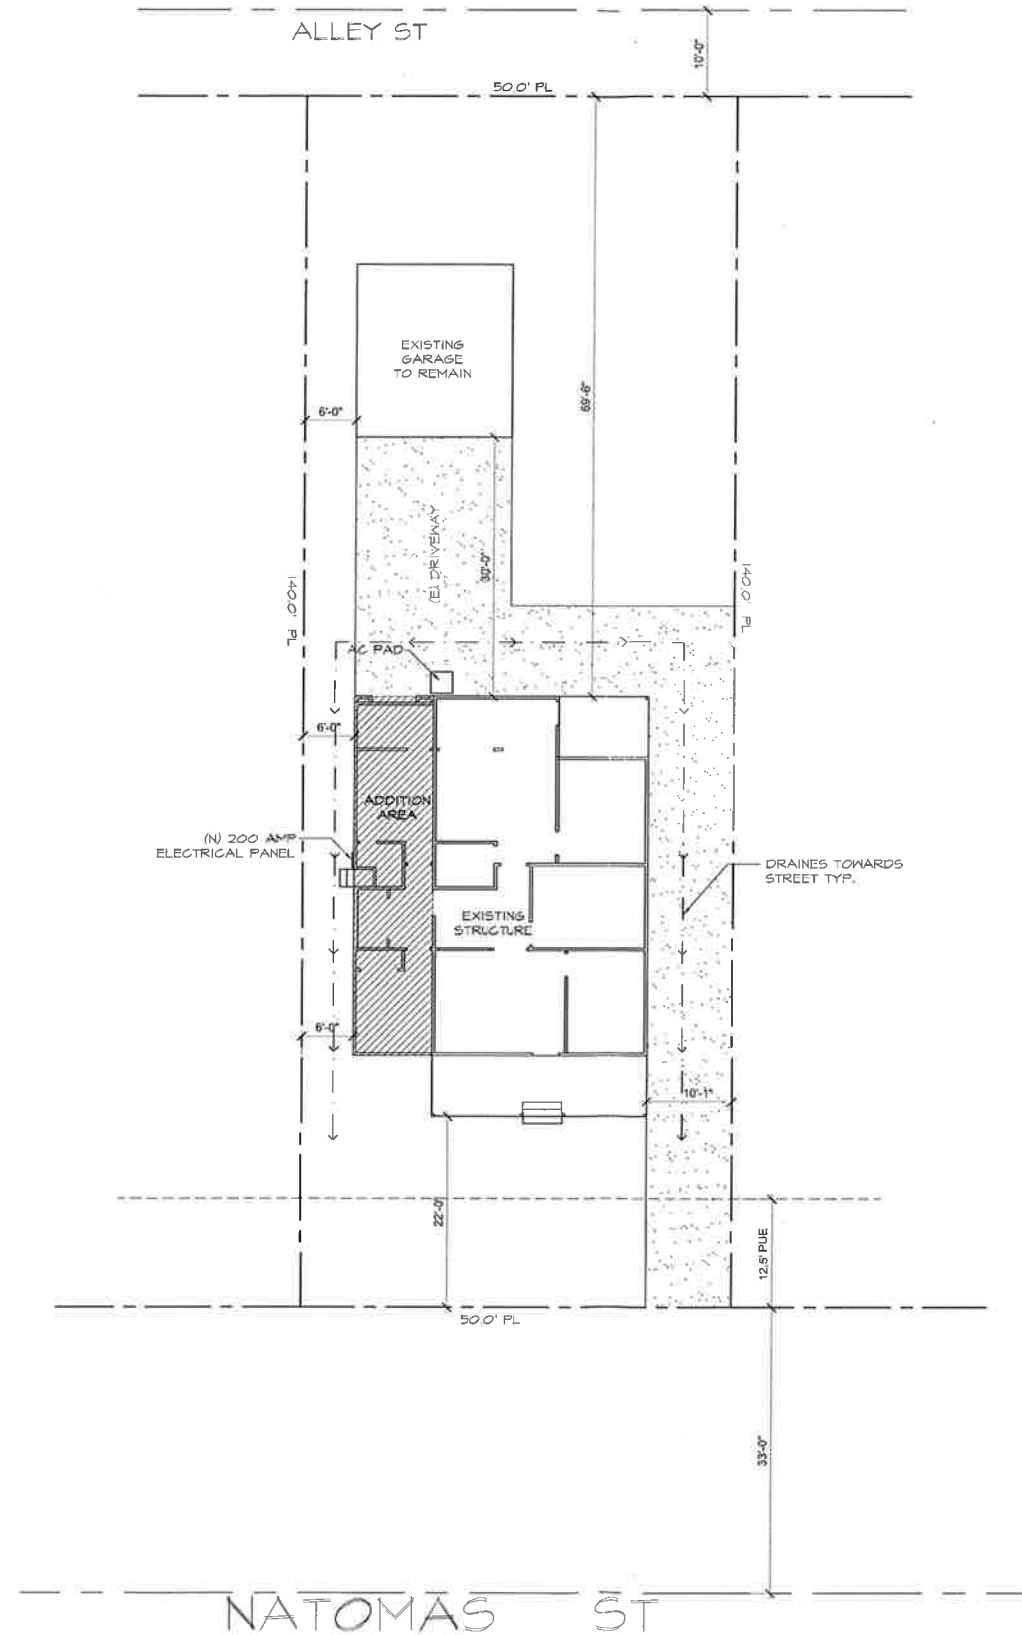 ALLEY ST
10'-0"
50.0' PL
EXISTING
GARAGE
TO REMAIN
6'-0"
69'-6"
(E) DRIVEWAY
30'-0"
140.0' PL
140.0' PL
AC PAD
6'-0"
ADDITION
AREA
(N) 200 AMP
ELECTRICAL PANEL
DRAINES TOWARDS
STREET TYP.
EXISTING
STRUCTURE
6'-0"
10'-1"
22'-0"
12.5' PUE
50.0' PL
33'-0"
NATOMAS ST